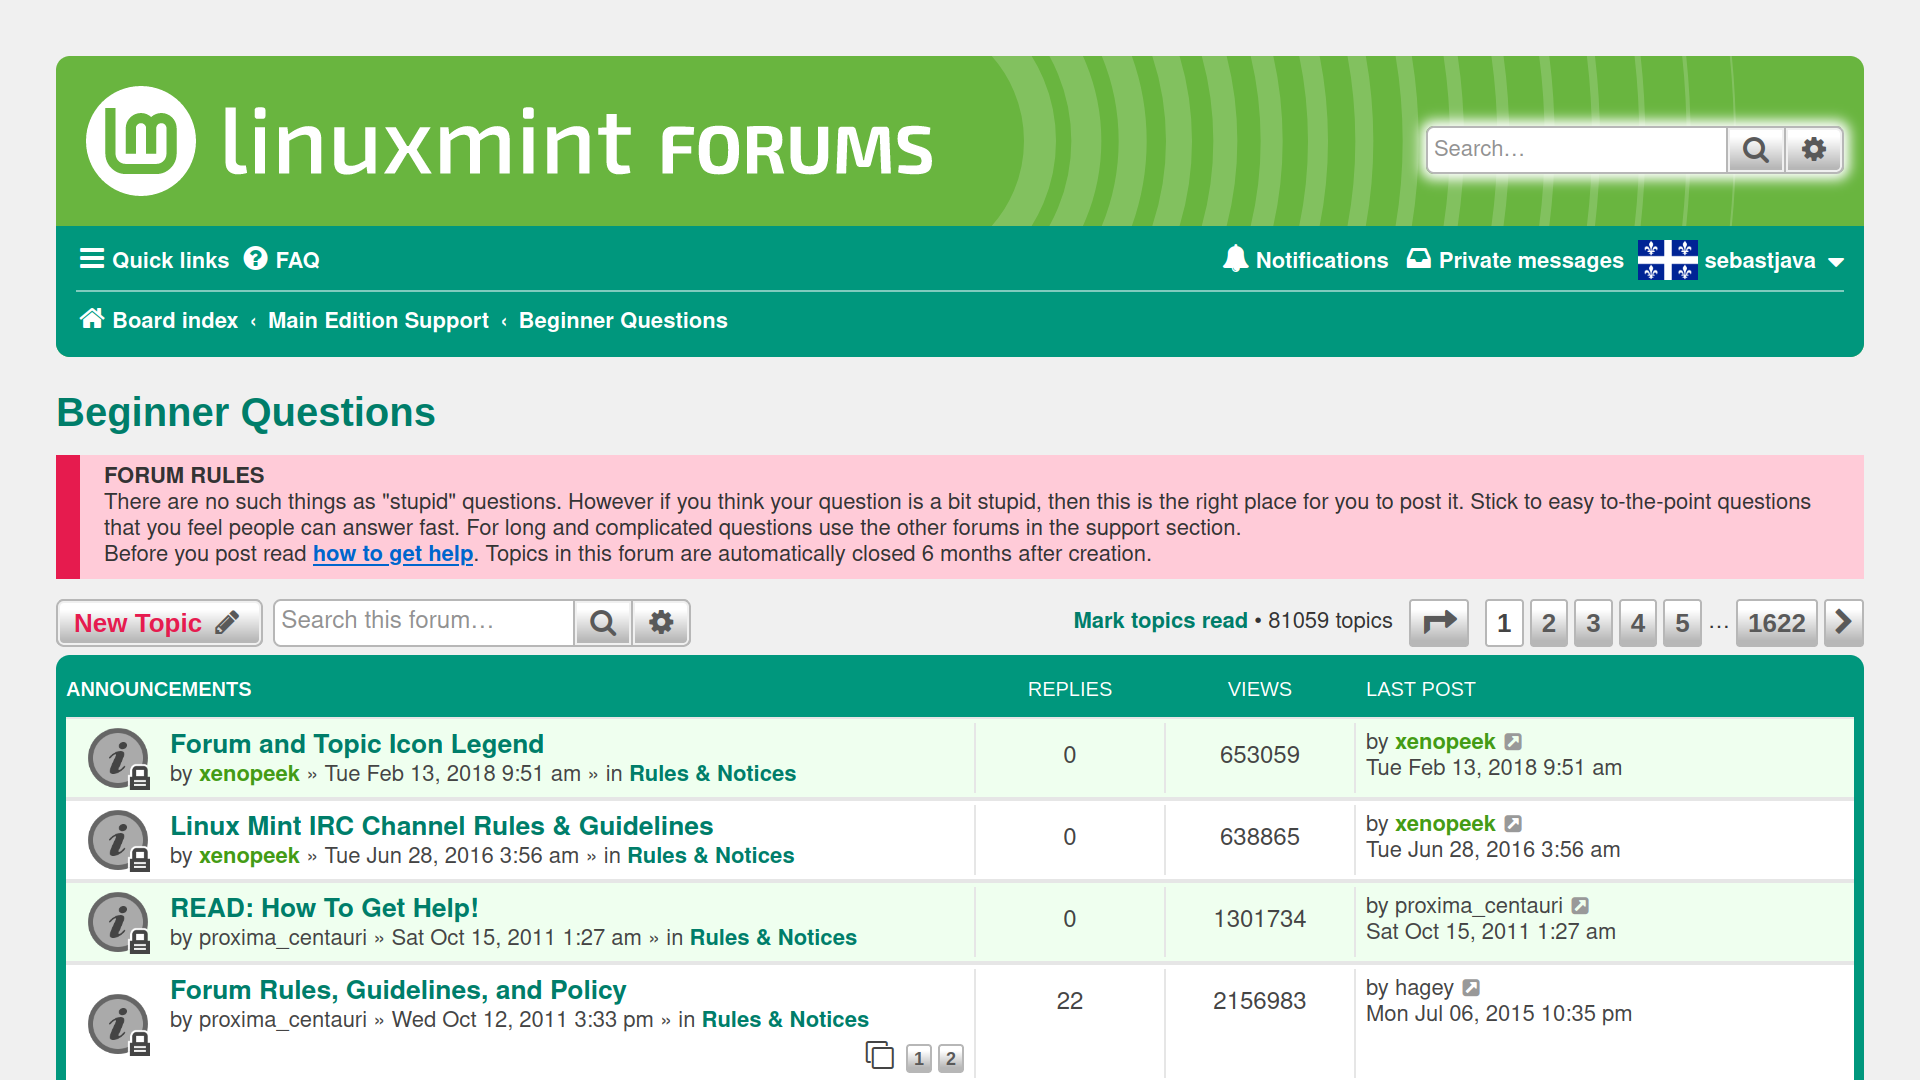 lm linuxmint FORUMS
Search…
Quick links FAQ Notifications Private messages sebastjava
Board index ‹ Main Edition Support ‹ Beginner Questions
Beginner Questions
FORUM RULES
There are no such things as "stupid" questions. However if you think your question is a bit stupid, then this is the right place for you to post it. Stick to easy to-the-point questions
that you feel people can answer fast. For long and complicated questions use the other forums in the support section.
Before you post read how to get help. Topics in this forum are automatically closed 6 months after creation.
New Topic Search this forum… Mark topics read • 81059 topics 1 2 3 4 5 … 1622
ANNOUNCEMENTS REPLIES VIEWS LAST POST
Forum and Topic Icon Legend
by xenopeek » Tue Feb 13, 2018 9:51 am » in Rules & Notices
0
653059
by xenopeek
Tue Feb 13, 2018 9:51 am
Linux Mint IRC Channel Rules & Guidelines
by xenopeek » Tue Jun 28, 2016 3:56 am » in Rules & Notices
0
638865
by xenopeek
Tue Jun 28, 2016 3:56 am
READ: How To Get Help!
by proxima_centauri » Sat Oct 15, 2011 1:27 am » in Rules & Notices
0
1301734
by proxima_centauri
Sat Oct 15, 2011 1:27 am
Forum Rules, Guidelines, and Policy
by proxima_centauri » Wed Oct 12, 2011 3:33 pm » in Rules & Notices
1 2
22
2156983
by hagey
Mon Jul 06, 2015 10:35 pm